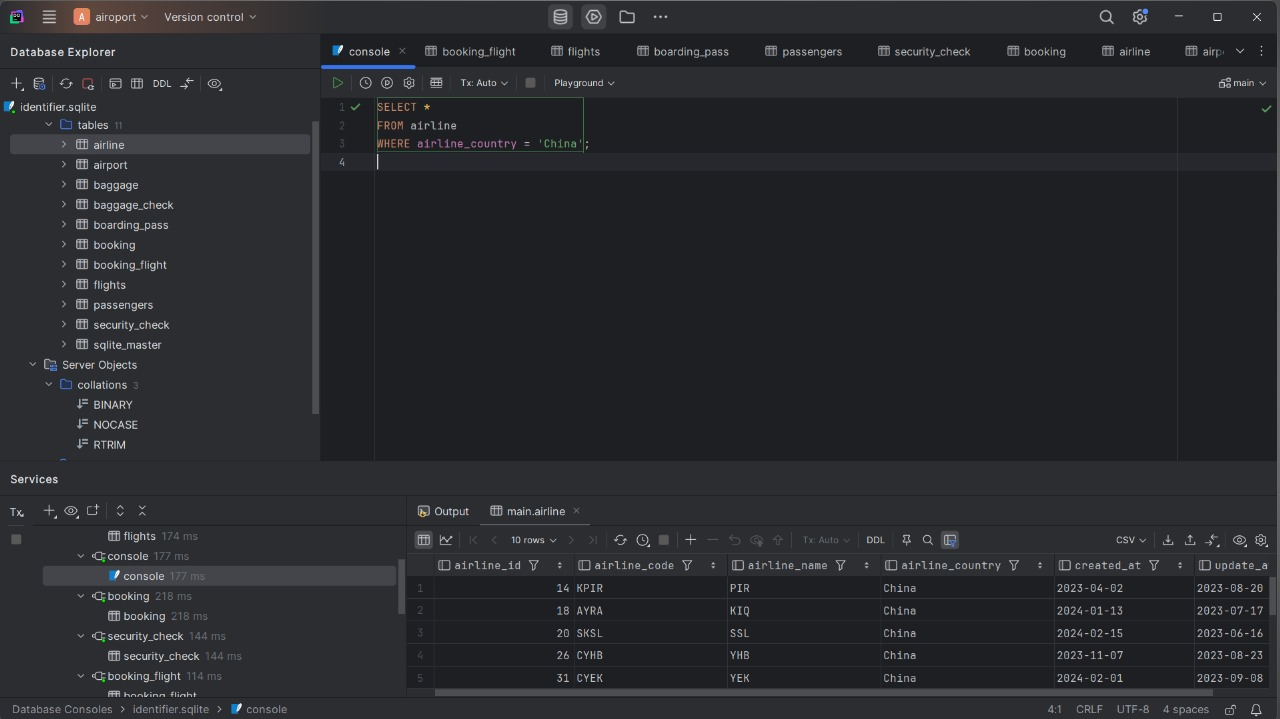 A airoport Version control
Database Explorer
DDL
identifier.sqlite
tables 11
airline
airport
baggage
baggage_check
boarding_pass
booking
booking_flight
flights
passengers
security_check
sqlite_master
Server Objects
collations 3
BINARY
NOCASE
RTRIM
console booking_flight flights boarding_pass passengers security_check booking airline airp
Tx: Auto Playground main
1 SELECT *
2 FROM airline
3 WHERE airline_country = 'China';
4
Services
Tx
flights 174 ms
console 177 ms
console 177 ms
booking 218 ms
booking 218 ms
security_check 144 ms
security_check 144 ms
booking_flight 114 ms
booking_flight
Output main.airline
10 rows Tx: Auto DDL CSV
airline_id airline_code airline_name airline_country created_at update_a
1 14 KPIR PIR China 2023-04-02 2023-08-20
2 18 AYRA KIQ China 2024-01-13 2023-07-17
3 20 SKSL SSL China 2024-02-15 2023-06-16
4 26 CYHB YHB China 2023-11-07 2023-08-23
5 31 CYEK YEK China 2024-02-01 2023-09-08
Database Consoles > identifier.sqlite > console 4:1 CRLF UTF-8 4 spaces